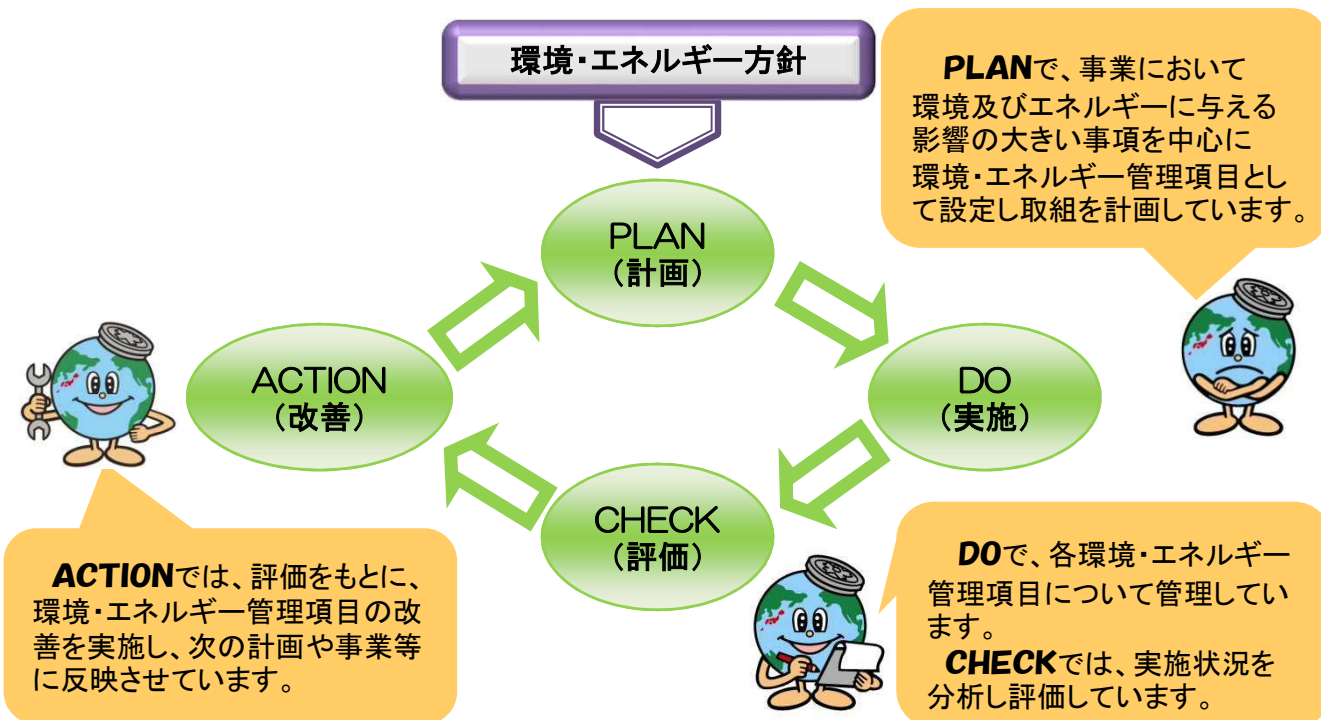 環境・エネルギー方針
PLANで、事業において
環境及びエネルギーに与える
影響の大きい事項を中心に
環境・エネルギー管理項目とし
て設定し取組を計画しています。
PLAN
（計画）
ACTION
（改善）
DO
（実施）
CHECK
（評価）
ACTIONでは、評価をもとに、
環境・エネルギー管理項目の改
善を実施し、次の計画や事業等
に反映させています。
DOで、各環境・エネルギー
管理項目について管理してい
ます。
CHECKでは、実施状況を
分析し評価しています。